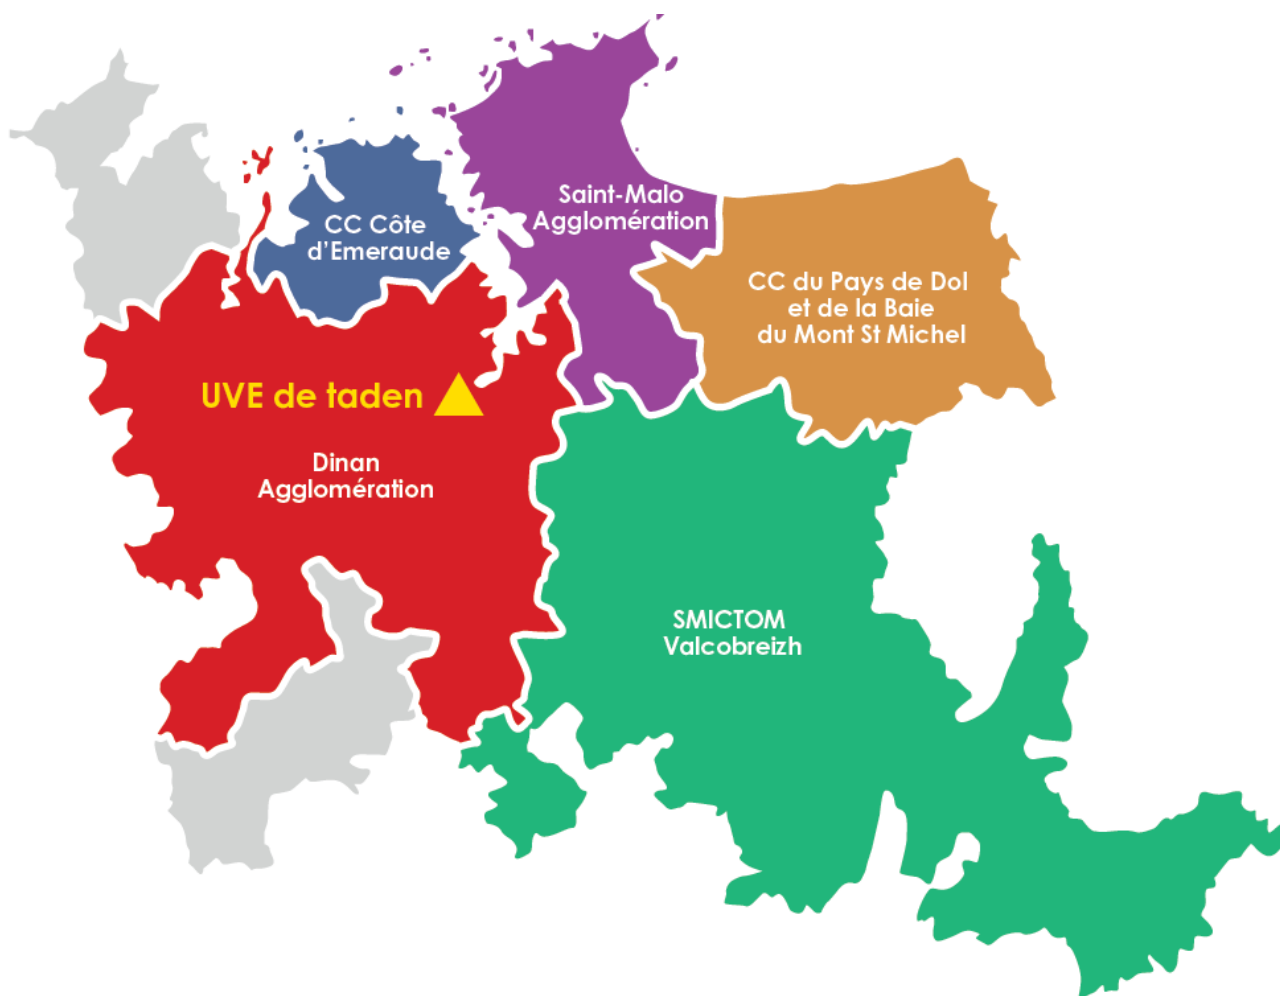 Saint-Malo
Agglomération
CC Côte
d'Emeraude
CC du Pays de Dol
et de la Baie
du Mont St Michel
UVE de taden
Dinan
Agglomération
SMICTOM
Valcobreizh